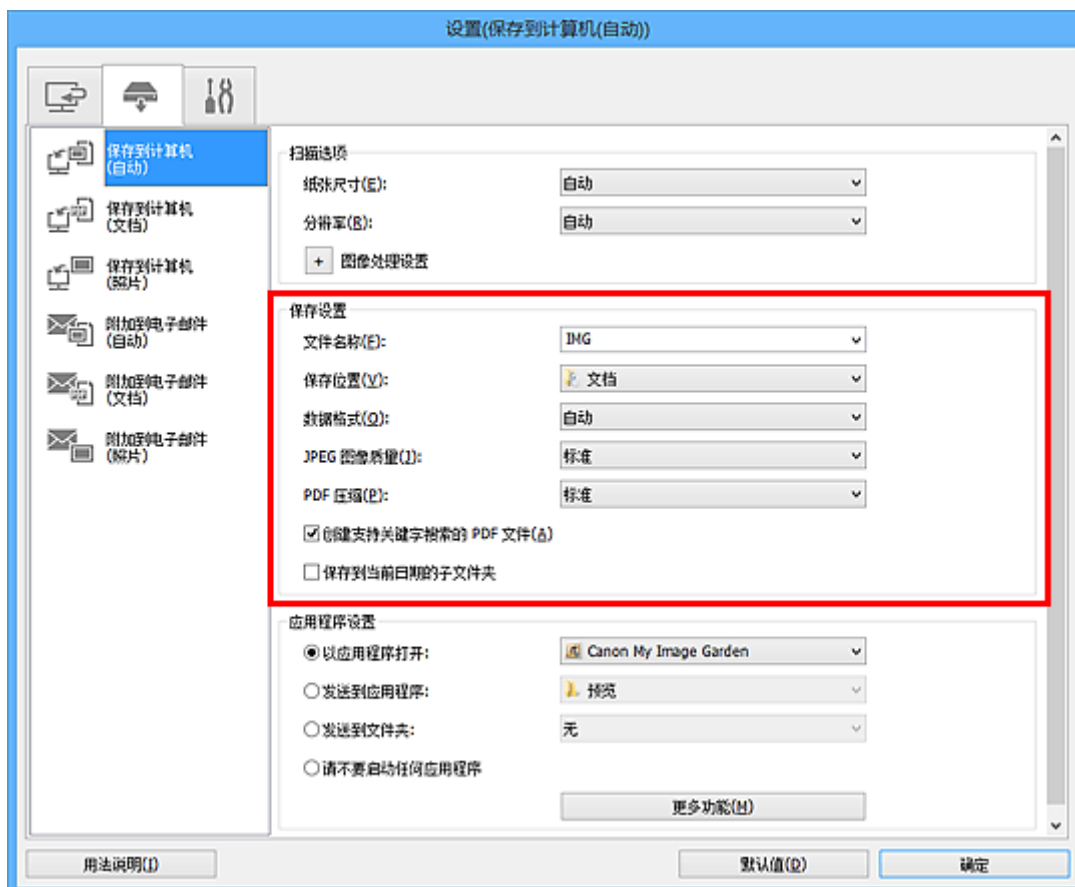 设置(保存到计算机(自动))
保存到计算机
(自动)
保存到计算机
(文档)
保存到计算机
(照片)
附加到电子邮件
(自动)
附加到电子邮件
(文档)
附加到电子邮件
(照片)
扫描选项
纸张尺寸(E): 自动
分辨率(R): 自动
+ 图像处理设置
保存设置
文件名称(F): IMG
保存位置(V): 文档
数据格式(O): 自动
JPEG 图像质量(J): 标准
PDF 压缩(P): 标准
创建支持关键字搜索的 PDF 文件(A)
保存到当前日期的子文件夹
应用程序设置
以应用程序打开: Canon My Image Garden
发送到应用程序: 预览
发送到文件夹: 无
请不要启动任何应用程序
更多功能(M)
用法说明(I) 默认值(D) 确定